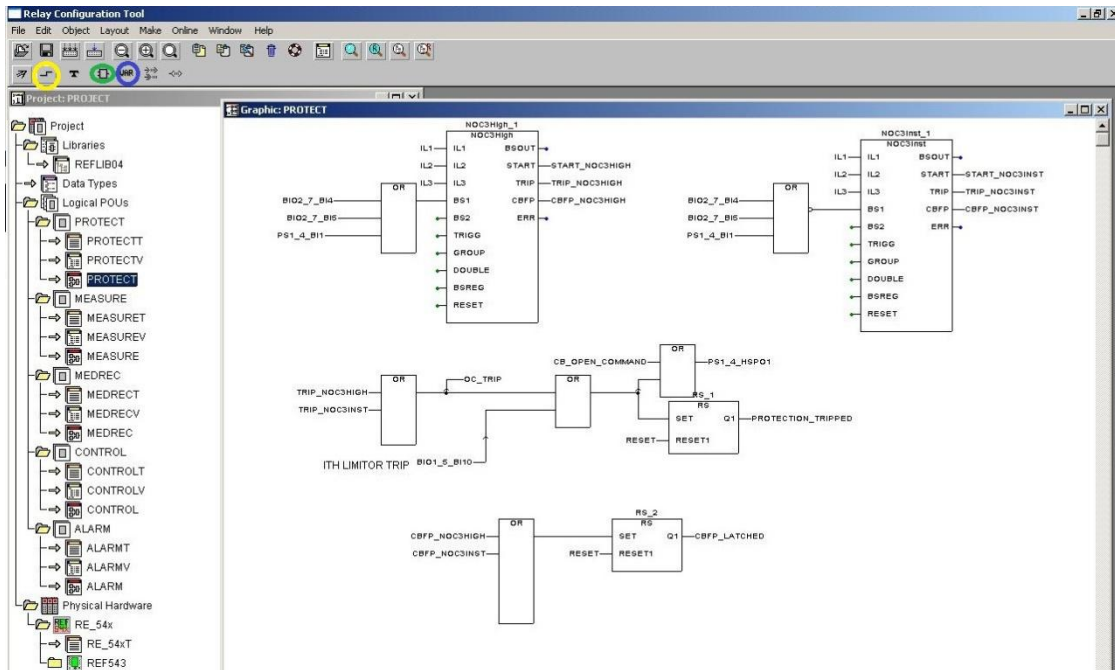 Relay Configuration Tool
File Edit Object Layout Make Online Window Help
VAR
Project: PROJECT
Project
Libraries
REFLIB04
Data Types
Logical POUs
PROTECT
PROTECTT
PROTECTV
PROTECT
MEASURE
MEASURET
MEASUREV
MEASURE
MEDREC
MEDRECT
MEDRECV
MEDREC
CONTROL
CONTROLT
CONTROLV
CONTROL
ALARM
ALARMT
ALARMV
ALARM
Physical Hardware
RE_54x
RE_54xT
REF543
Graphic: PROTECT
NOC3High_1
NOC3High
IL1 IL1 BSOUT
IL2 IL2 START START_NOC3HIGH
IL3 IL3 TRIP TRIP_NOC3HIGH
OR
BIO2_7_BI4 BS1 CBFP CBFP_NOC3HIGH
BIO2_7_BI5 BS2 ERR
PS1_4_BI1 TRIGG
GROUP
DOUBLE
BSREG
RESET
NOC3Inst_1
NOC3Inst
IL1 IL1 BSOUT
IL2 IL2 START START_NOC3INST
IL3 IL3 TRIP TRIP_NOC3INST
OR
BIO2_7_BI4 BS1 CBFP CBFP_NOC3INST
BIO2_7_BI5 BS2 ERR
PS1_4_BI1 TRIGG
GROUP
DOUBLE
BSREG
RESET
OR
CB_OPEN_COMMAND PS1_4_HSPO1
OR OC_TRIP OR
TRIP_NOC3HIGH
TRIP_NOC3INST
RS_1
RS
SET Q1 PROTECTION_TRIPPED
RESET RESET1
ITH LIMITOR TRIP BIO1_5_BI10
OR
CBFP_NOC3HIGH
CBFP_NOC3INST
RS_2
RS
SET Q1 CBFP_LATCHED
RESET RESET1